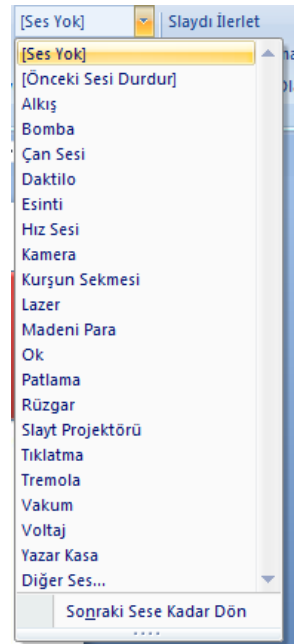 [Ses Yok] Slaydı İlerlet
[Ses Yok]
[Önceki Sesi Durdur]
Alkış
Bomba
Çan Sesi
Daktilo
Esinti
Hız Sesi
Kamera
Kurşun Sekmesi
Lazer
Madeni Para
Ok
Patlama
Rüzgar
Slayt Projektörü
Tıklatma
Tremola
Vakum
Voltaj
Yazar Kasa
Diğer Ses...
Sonraki Sese Kadar Dön